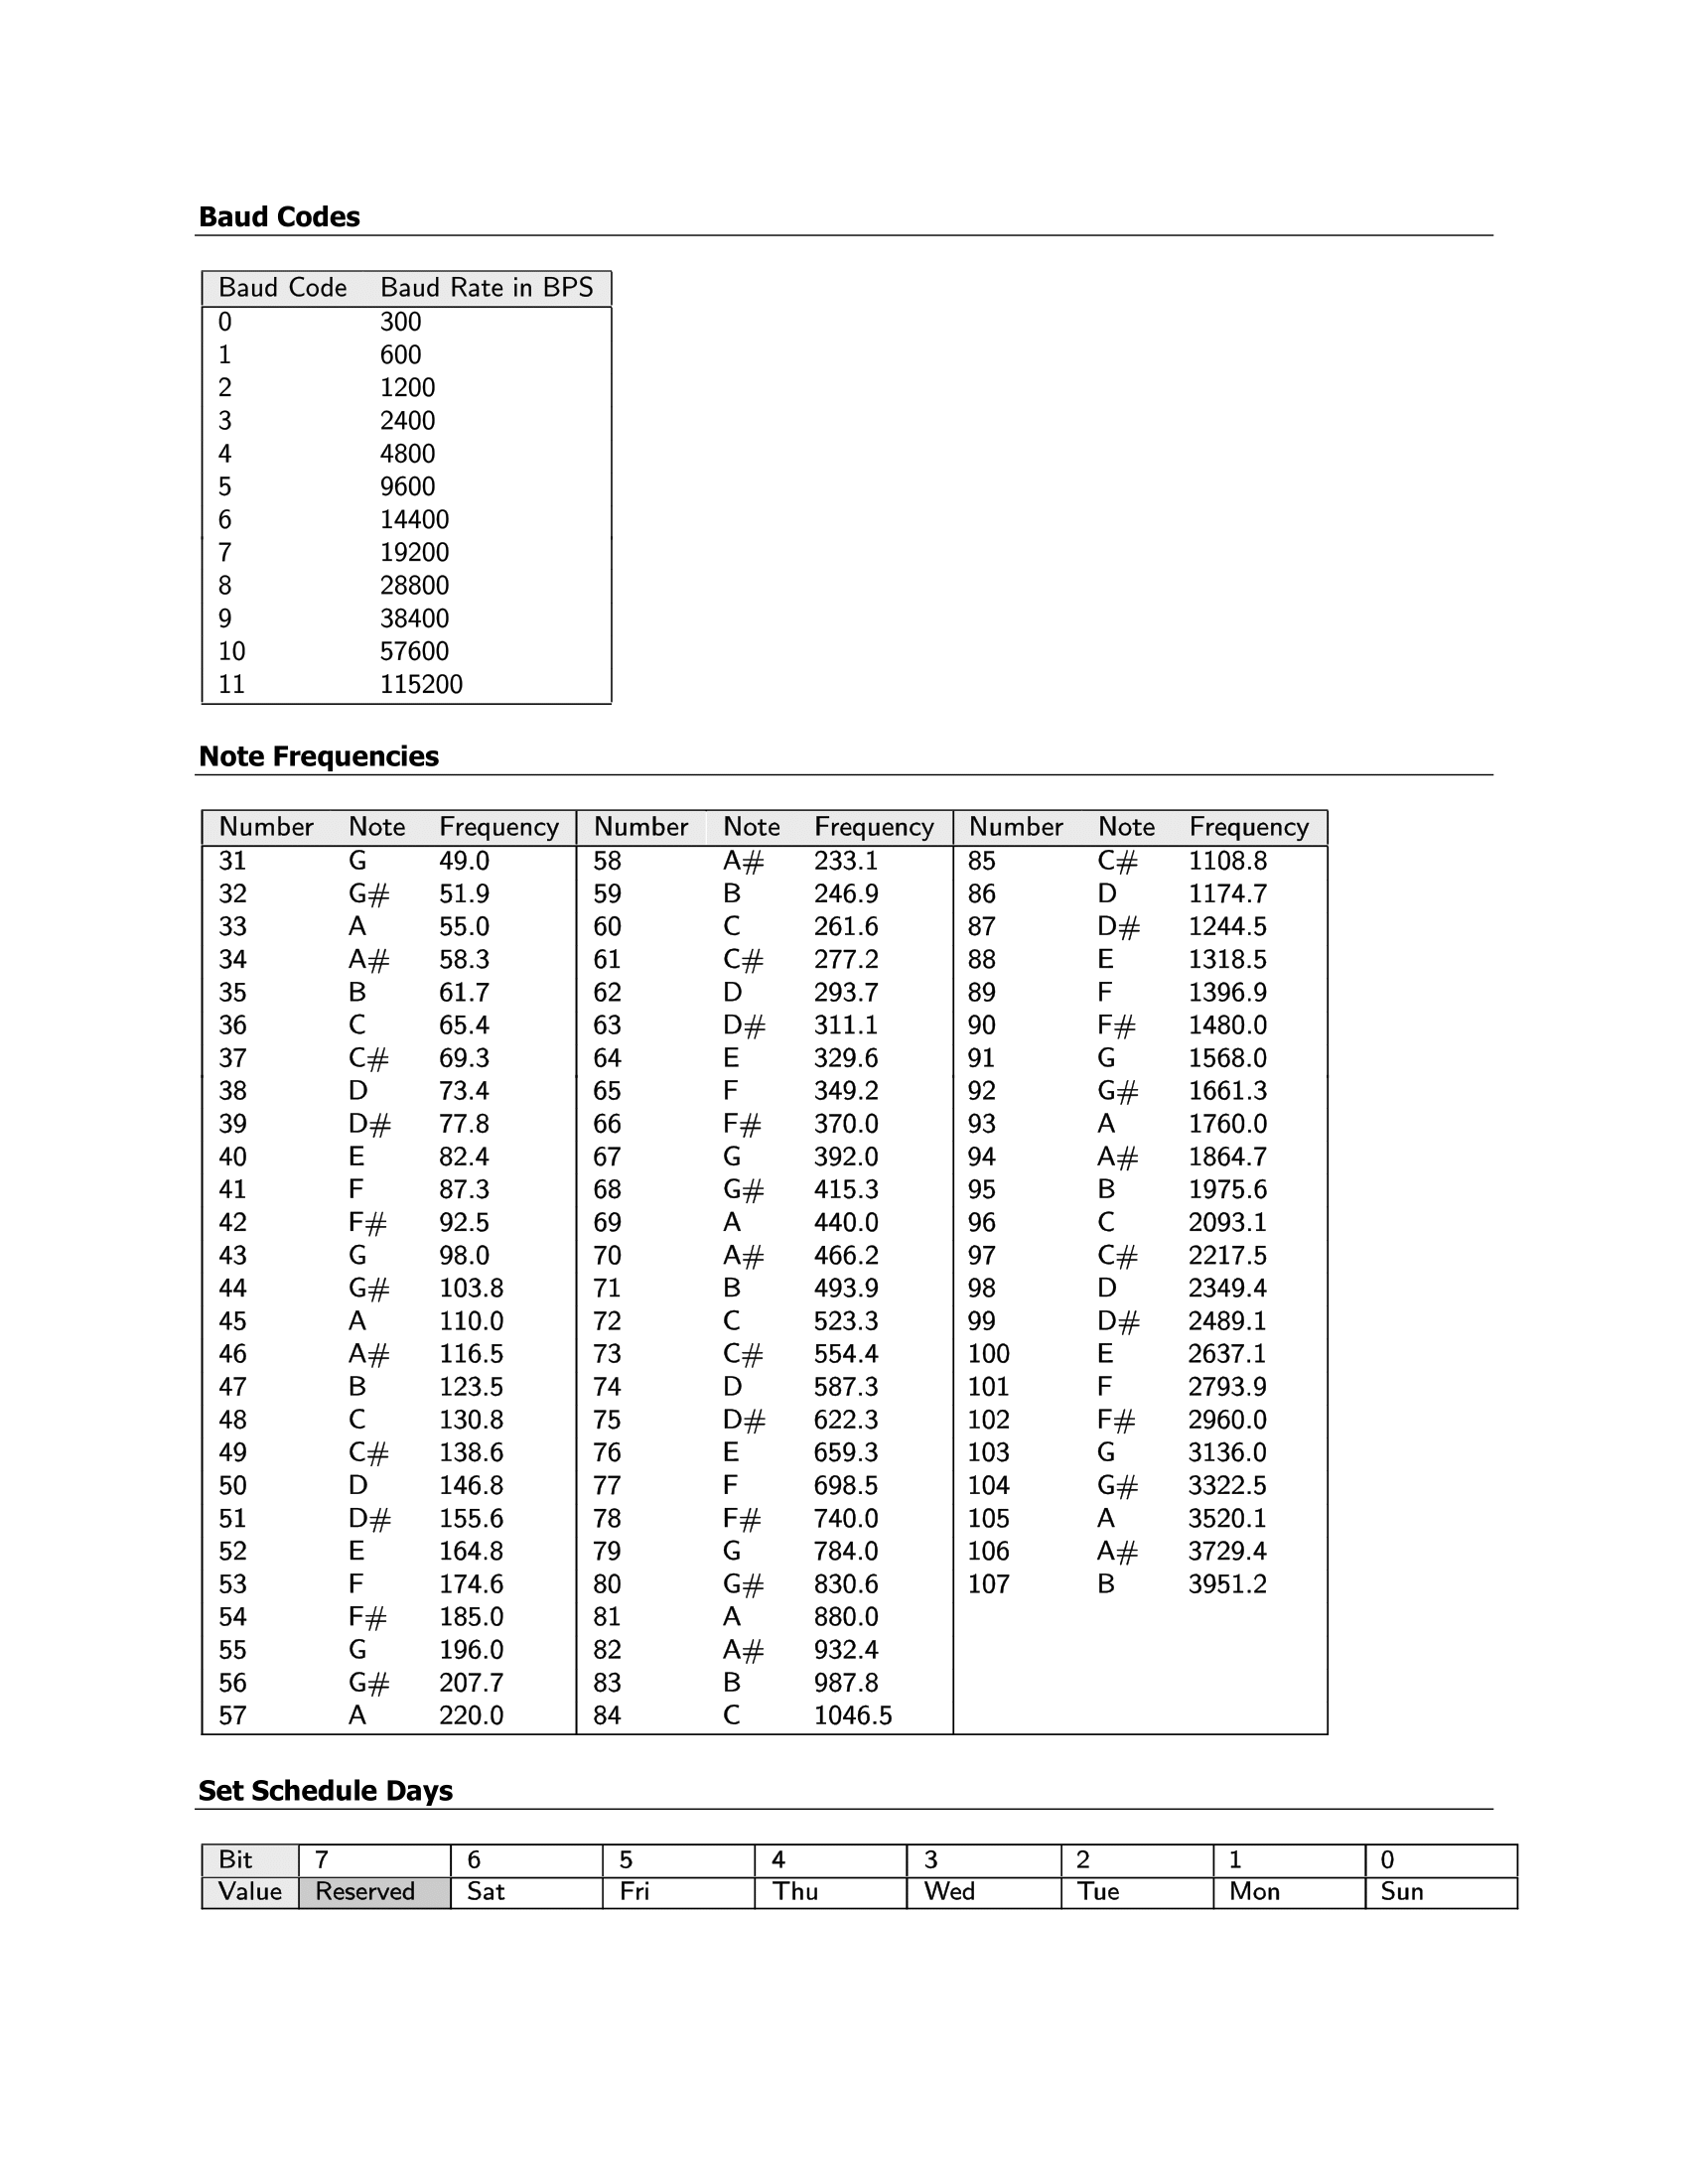 Baud Codes
Baud Code Baud Rate in BPS
0 300
1 600
2 1200
3 2400
4 4800
5 9600
6 14400
7 19200
8 28800
9 38400
10 57600
11 115200
Note Frequencies
Number Note Frequency Number Note Frequency Number Note Frequency
31 G 49.0 58 A# 233.1 85 C# 1108.8
32 G# 51.9 59 B 246.9 86 D 1174.7
33 A 55.0 60 C 261.6 87 D# 1244.5
34 A# 58.3 61 C# 277.2 88 E 1318.5
35 B 61.7 62 D 293.7 89 F 1396.9
36 C 65.4 63 D# 311.1 90 F# 1480.0
37 C# 69.3 64 E 329.6 91 G 1568.0
38 D 73.4 65 F 349.2 92 G# 1661.3
39 D# 77.8 66 F# 370.0 93 A 1760.0
40 E 82.4 67 G 392.0 94 A# 1864.7
41 F 87.3 68 G# 415.3 95 B 1975.6
42 F# 92.5 69 A 440.0 96 C 2093.1
43 G 98.0 70 A# 466.2 97 C# 2217.5
44 G# 103.8 71 B 493.9 98 D 2349.4
45 A 110.0 72 C 523.3 99 D# 2489.1
46 A# 116.5 73 C# 554.4 100 E 2637.1
47 B 123.5 74 D 587.3 101 F 2793.9
48 C 130.8 75 D# 622.3 102 F# 2960.0
49 C# 138.6 76 E 659.3 103 G 3136.0
50 D 146.8 77 F 698.5 104 G# 3322.5
51 D# 155.6 78 F# 740.0 105 A 3520.1
52 E 164.8 79 G 784.0 106 A# 3729.4
53 F 174.6 80 G# 830.6 107 B 3951.2
54 F# 185.0 81 A 880.0
55 G 196.0 82 A# 932.4
56 G# 207.7 83 B 987.8
57 A 220.0 84 C 1046.5
Set Schedule Days
Bit 7 6 5 4 3 2 1 0
Value Reserved Sat Fri Thu Wed Tue Mon Sun